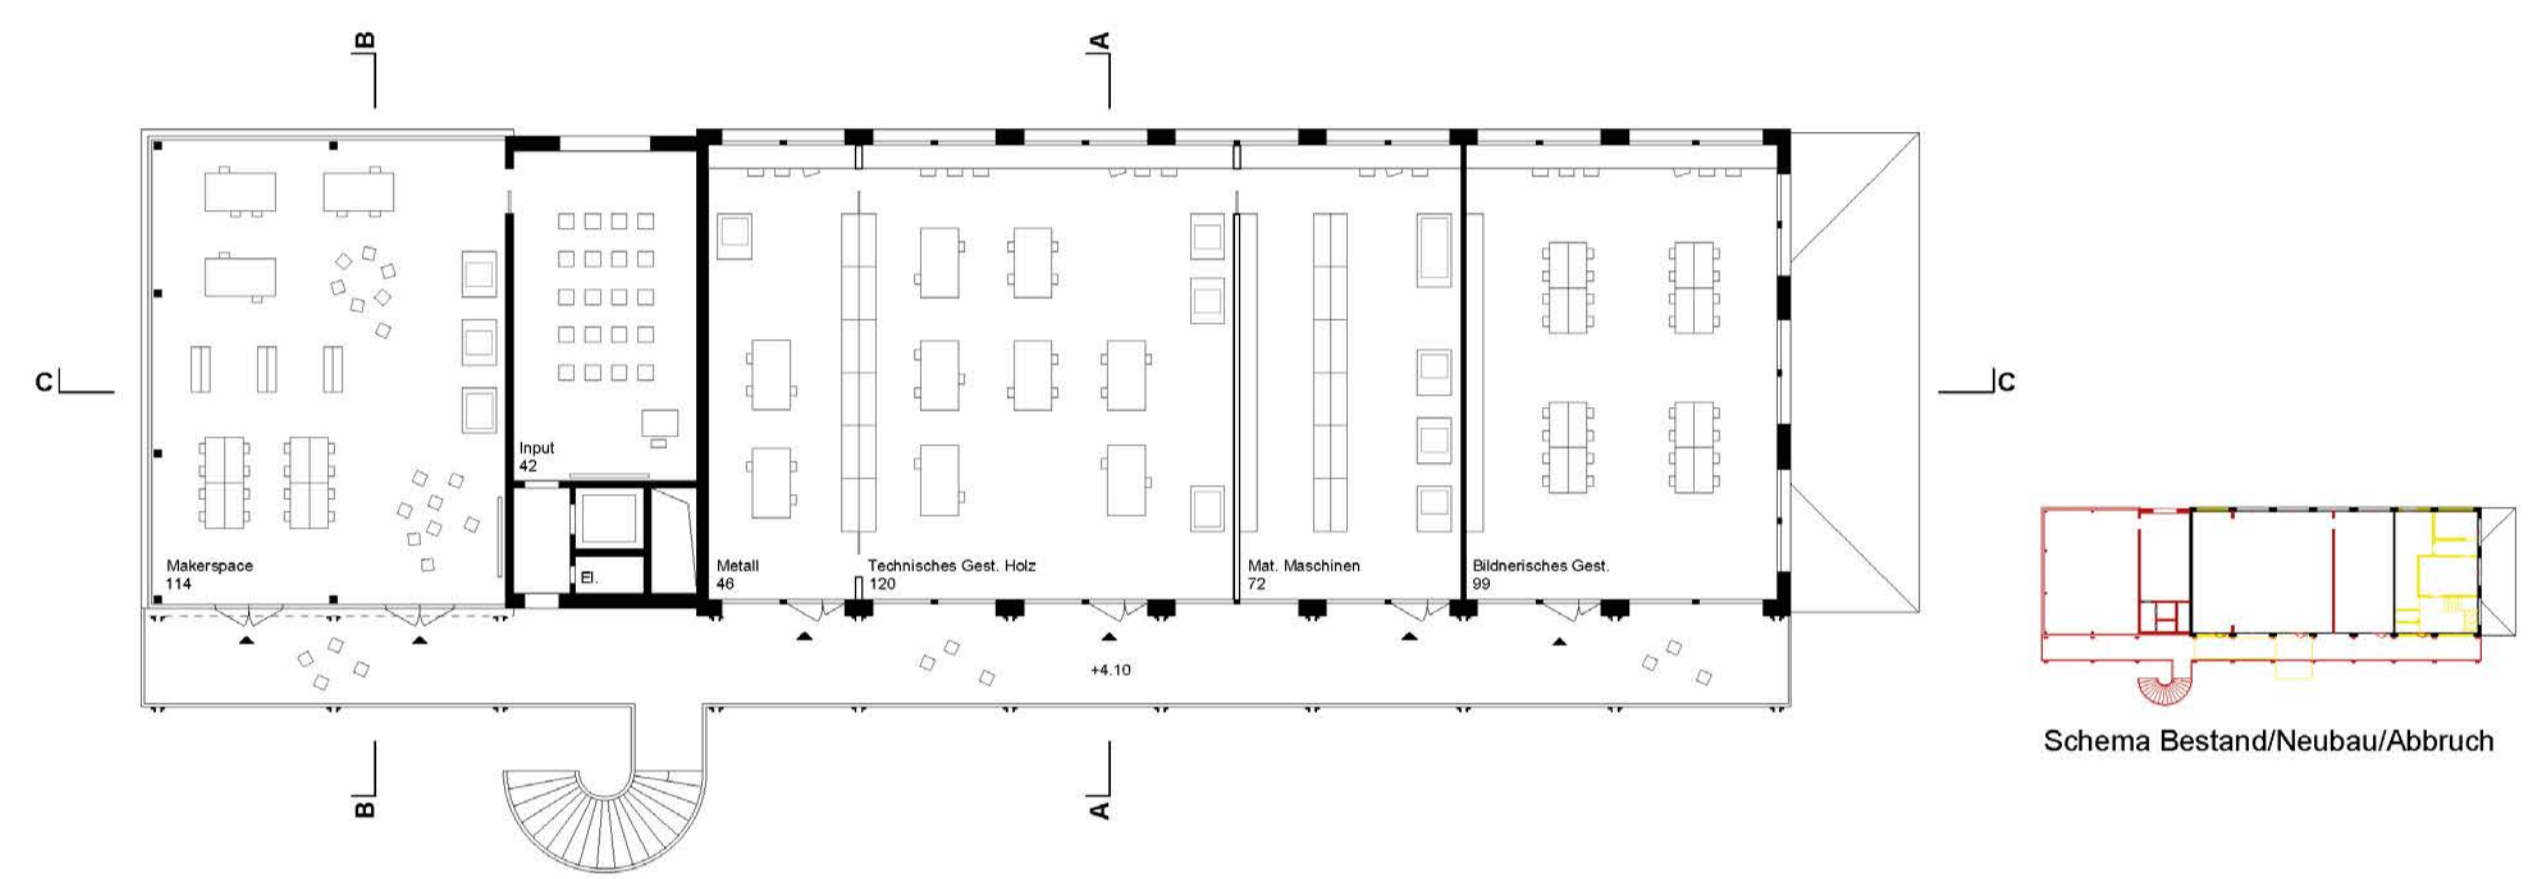 B
A
C
C
Input
42
El.
Makerspace
114
Metall
46
Technisches Gest. Holz
120
Mat. Maschinen
72
Bildnerisches Gest.
99
+4.10
Schema Bestand/Neubau/Abbruch
B
A